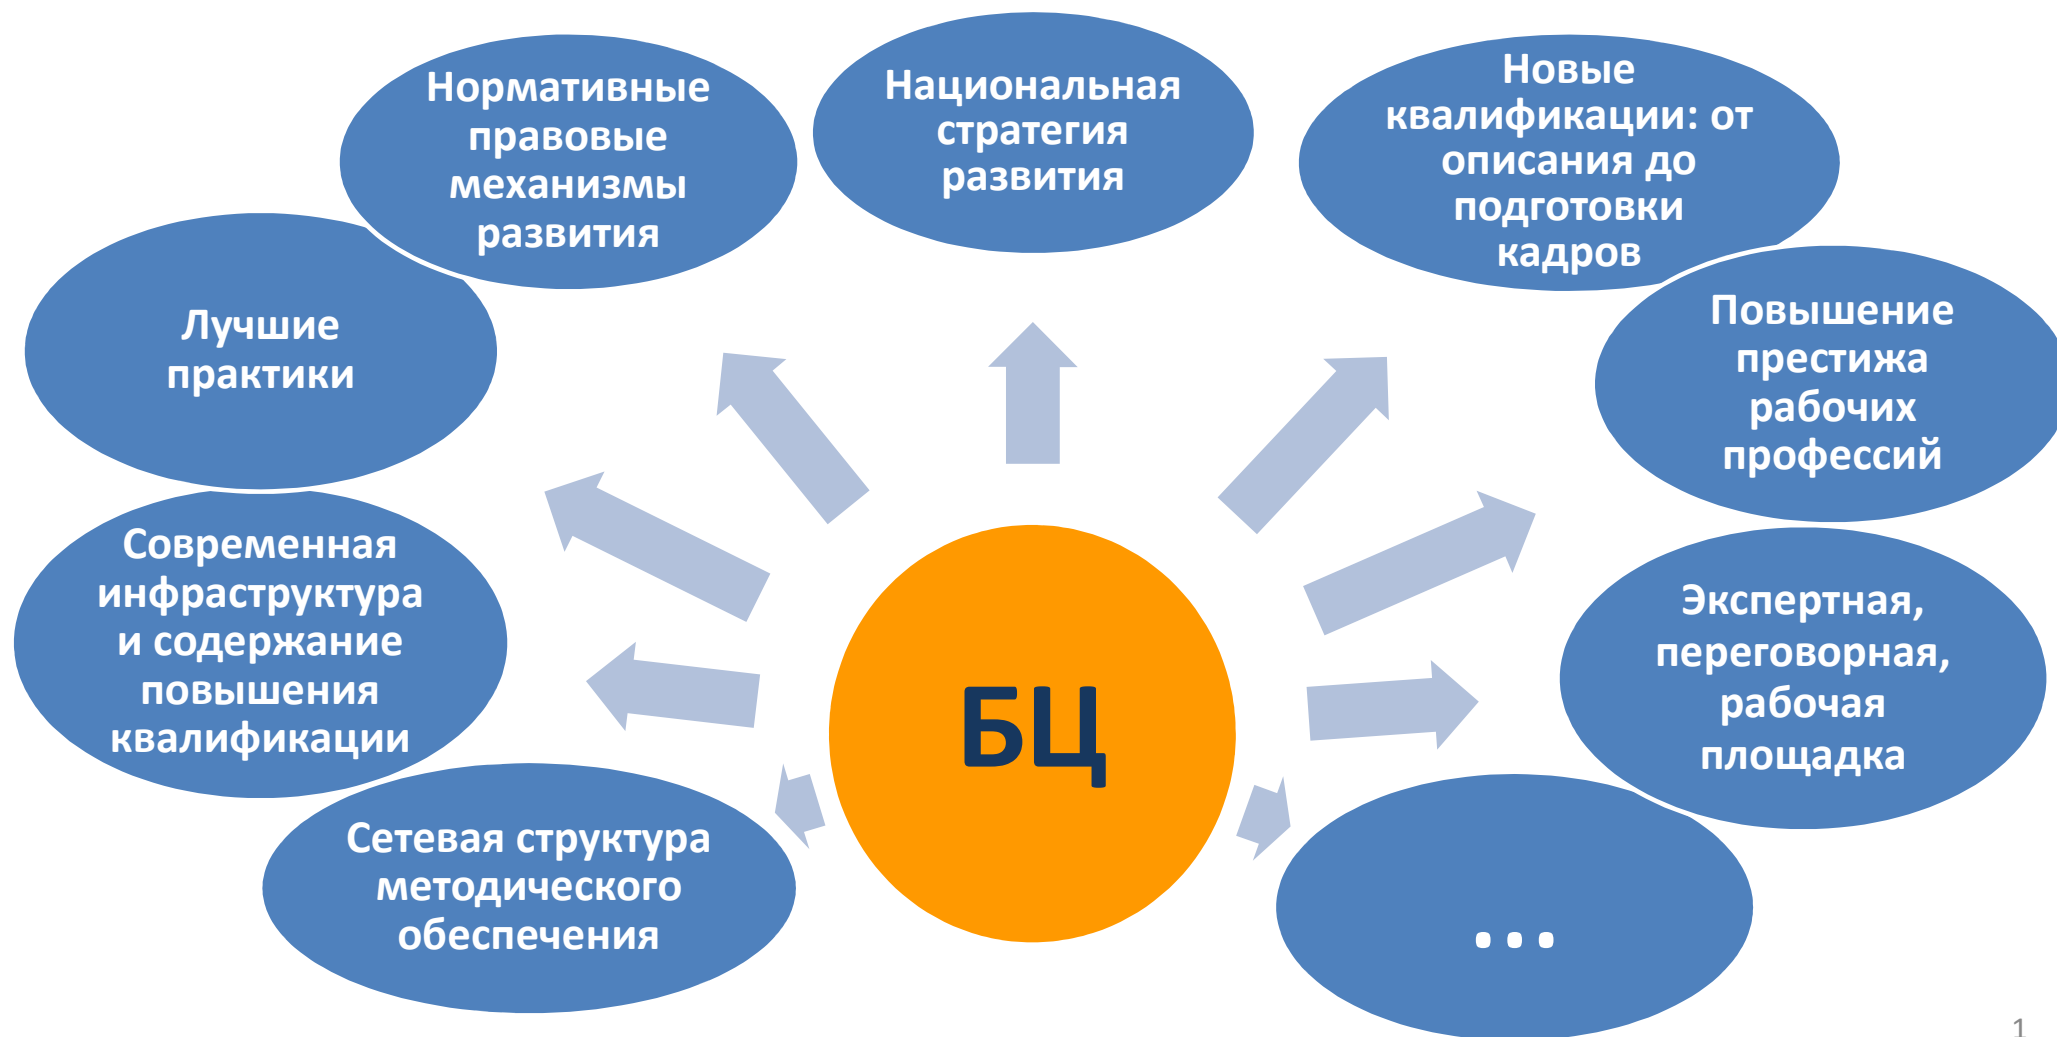 Нормативные
правовые
механизмы
развития
Национальная
стратегия
развития
Новые
квалификации: от
описания до
подготовки
кадров
Лучшие
практики
Повышение
престижа
рабочих
профессий
Современная
инфраструктура
и содержание
повышения
квалификации
Экспертная,
переговорная,
рабочая
площадка
БЦ
Сетевая структура
методического
обеспечения
...
1